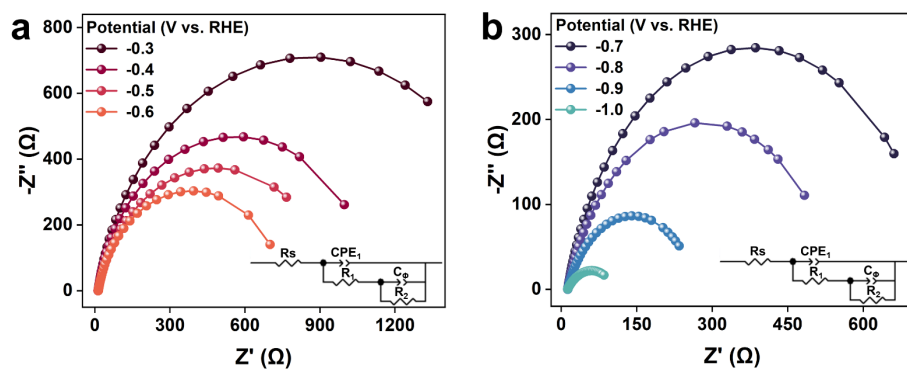 a
Potential (V vs. RHE)
-0.3
-0.4
-0.5
-0.6
800
600
400
200
0
-Z'' (Ω)
0
300
600
900
1200
Z' (Ω)
Rs
CPE₁
R₁
C_Φ
R₂
b
Potential (V vs. RHE)
-0.7
-0.8
-0.9
-1.0
300
200
100
0
-Z'' (Ω)
0
150
300
450
600
Z' (Ω)
Rs
CPE₁
R₁
C_Φ
R₂